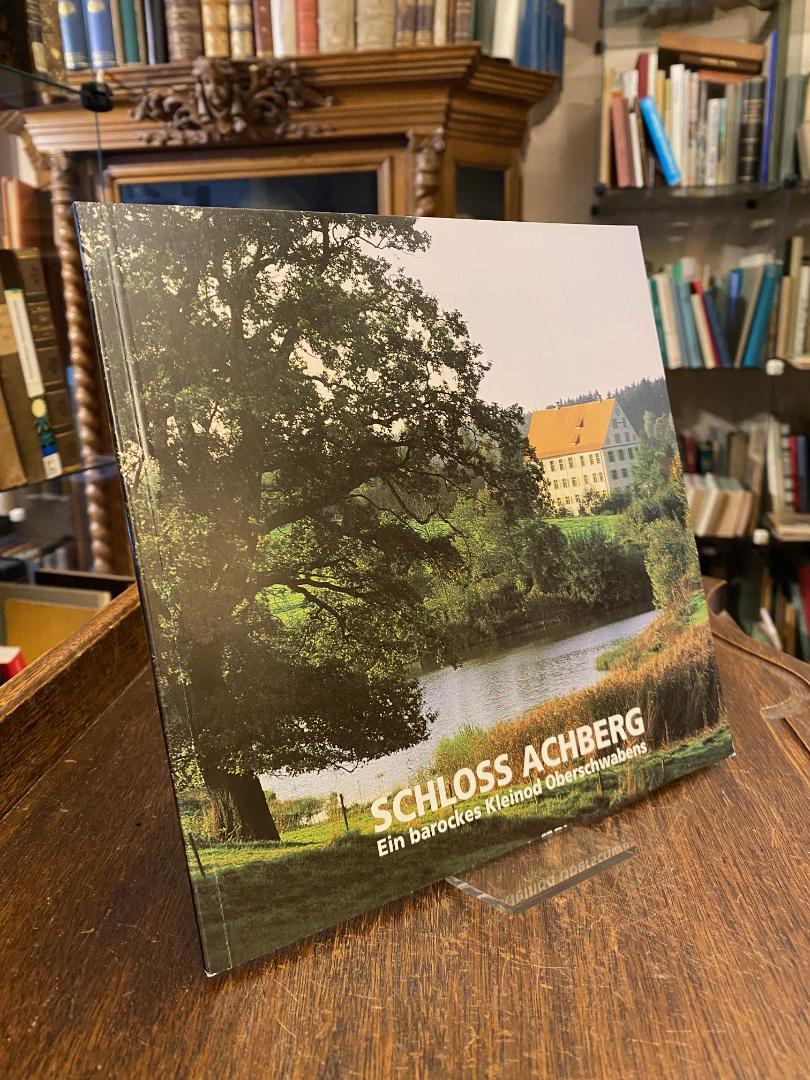 SCHLOSS ACHBERG
Ein barockes Kleinod Oberschwabens